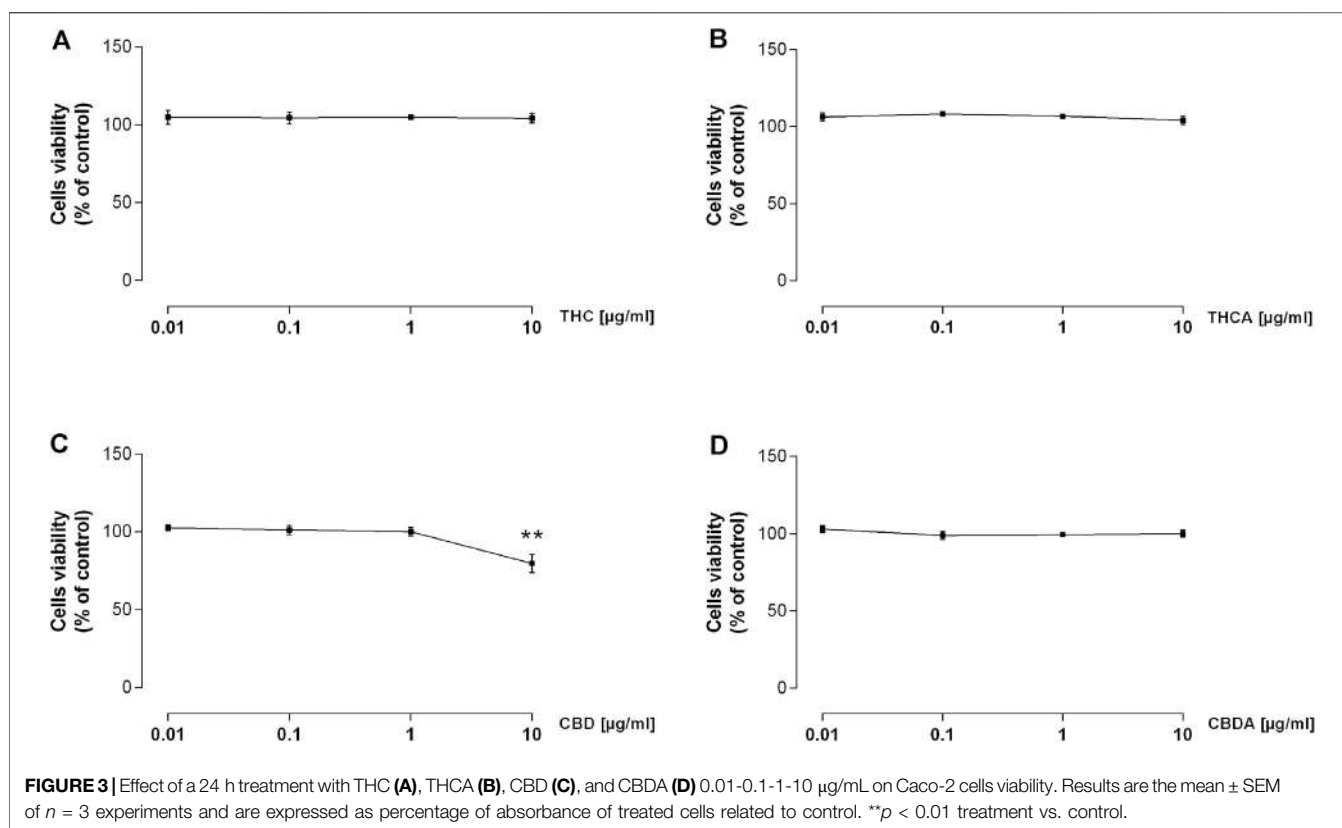 A
150
100
50
0
Cells viability
(% of control)
0.01 0.1 1 10
THC [µg/ml]
B
150
100
50
0
Cells viability
(% of control)
0.01 0.1 1 10
THCA [µg/ml]
C
150
100
50
0
Cells viability
(% of control)
**
0.01 0.1 1 10
CBD [µg/ml]
D
150
100
50
0
Cells viability
(% of control)
0.01 0.1 1 10
CBDA [µg/ml]
FIGURE 3 | Effect of a 24 h treatment with THC (A), THCA (B), CBD (C), and CBDA (D) 0.01-0.1-1-10 μg/mL on Caco-2 cells viability. Results are the mean ± SEM
of n = 3 experiments and are expressed as percentage of absorbance of treated cells related to control. **p < 0.01 treatment vs. control.